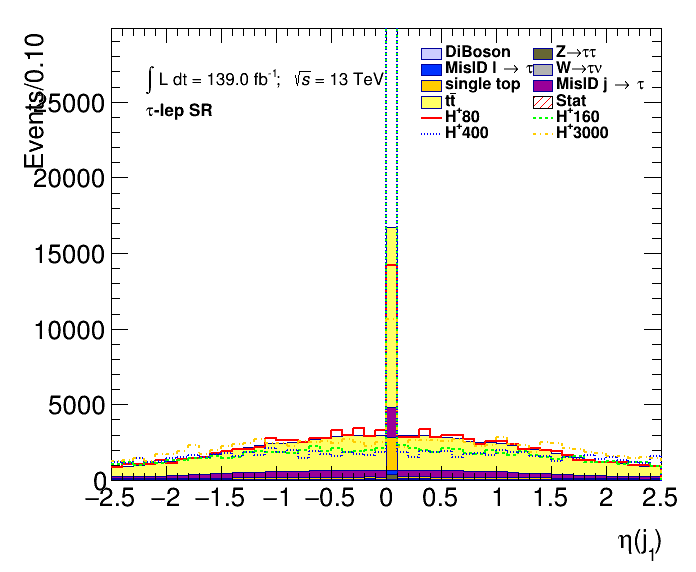 Events/0.10
∫ L dt = 139.0 fb⁻¹; √s = 13 TeV
τ-lep SR
DiBoson Z→ττ
MisID l → τ W→τν
single top MisID j → τ
tt̄ Stat
H⁺80 H⁺160
H⁺400 H⁺3000
25000
20000
15000
10000
5000
0
−2.5 −2 −1.5 −1 −0.5 0 0.5 1 1.5 2 2.5
η(j₁)